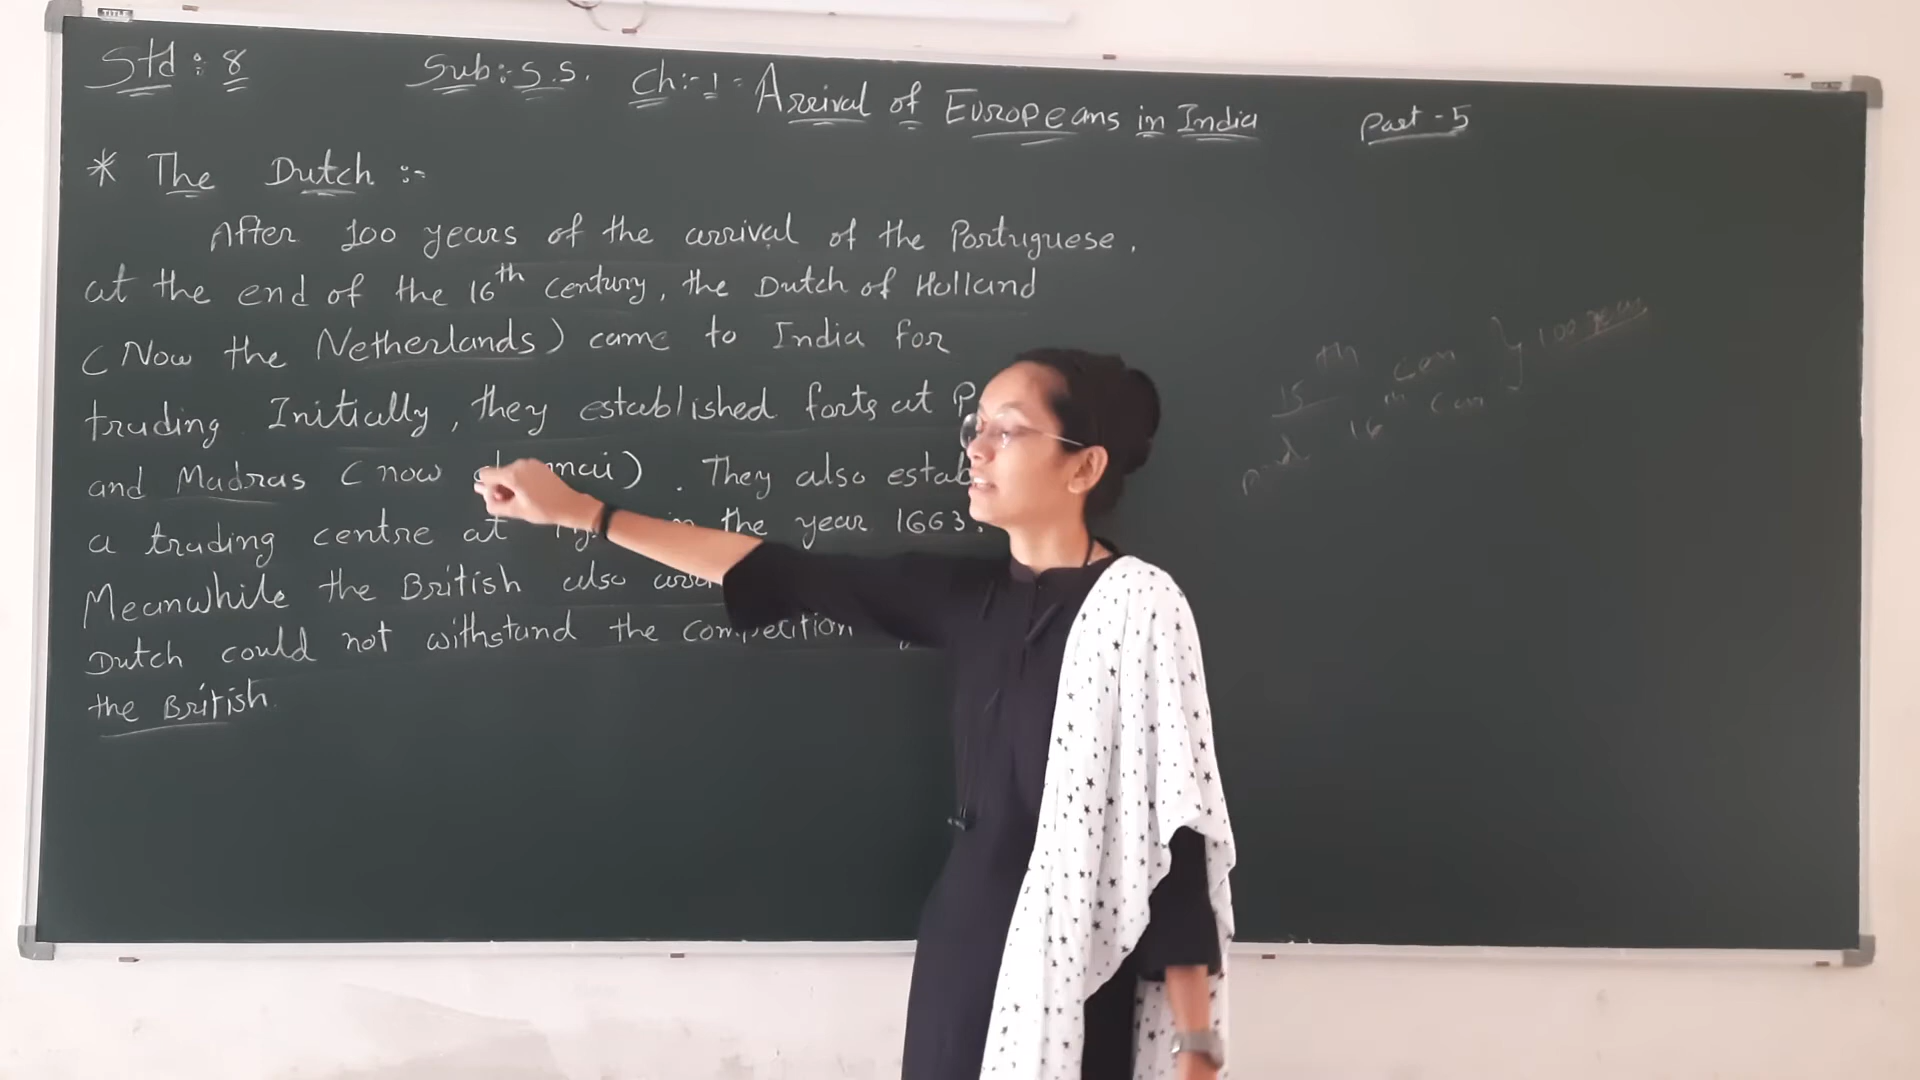 Std : 8 Sub :- S.S. Ch :- 1 : Arrival of Europeans in India Part - 5
* The Dutch :-
After 100 years of the arrival of the Portuguese,
at the end of the 16th century, the Dutch of Holland
(Now the Netherlands) came to India for
trading Initially, they established forts at
and Madras (now . They also
a trading centre at in the year 1663.
Meanwhile the British also
Dutch could not withstand the competition
the British.
15th cen 100 years
16th cen